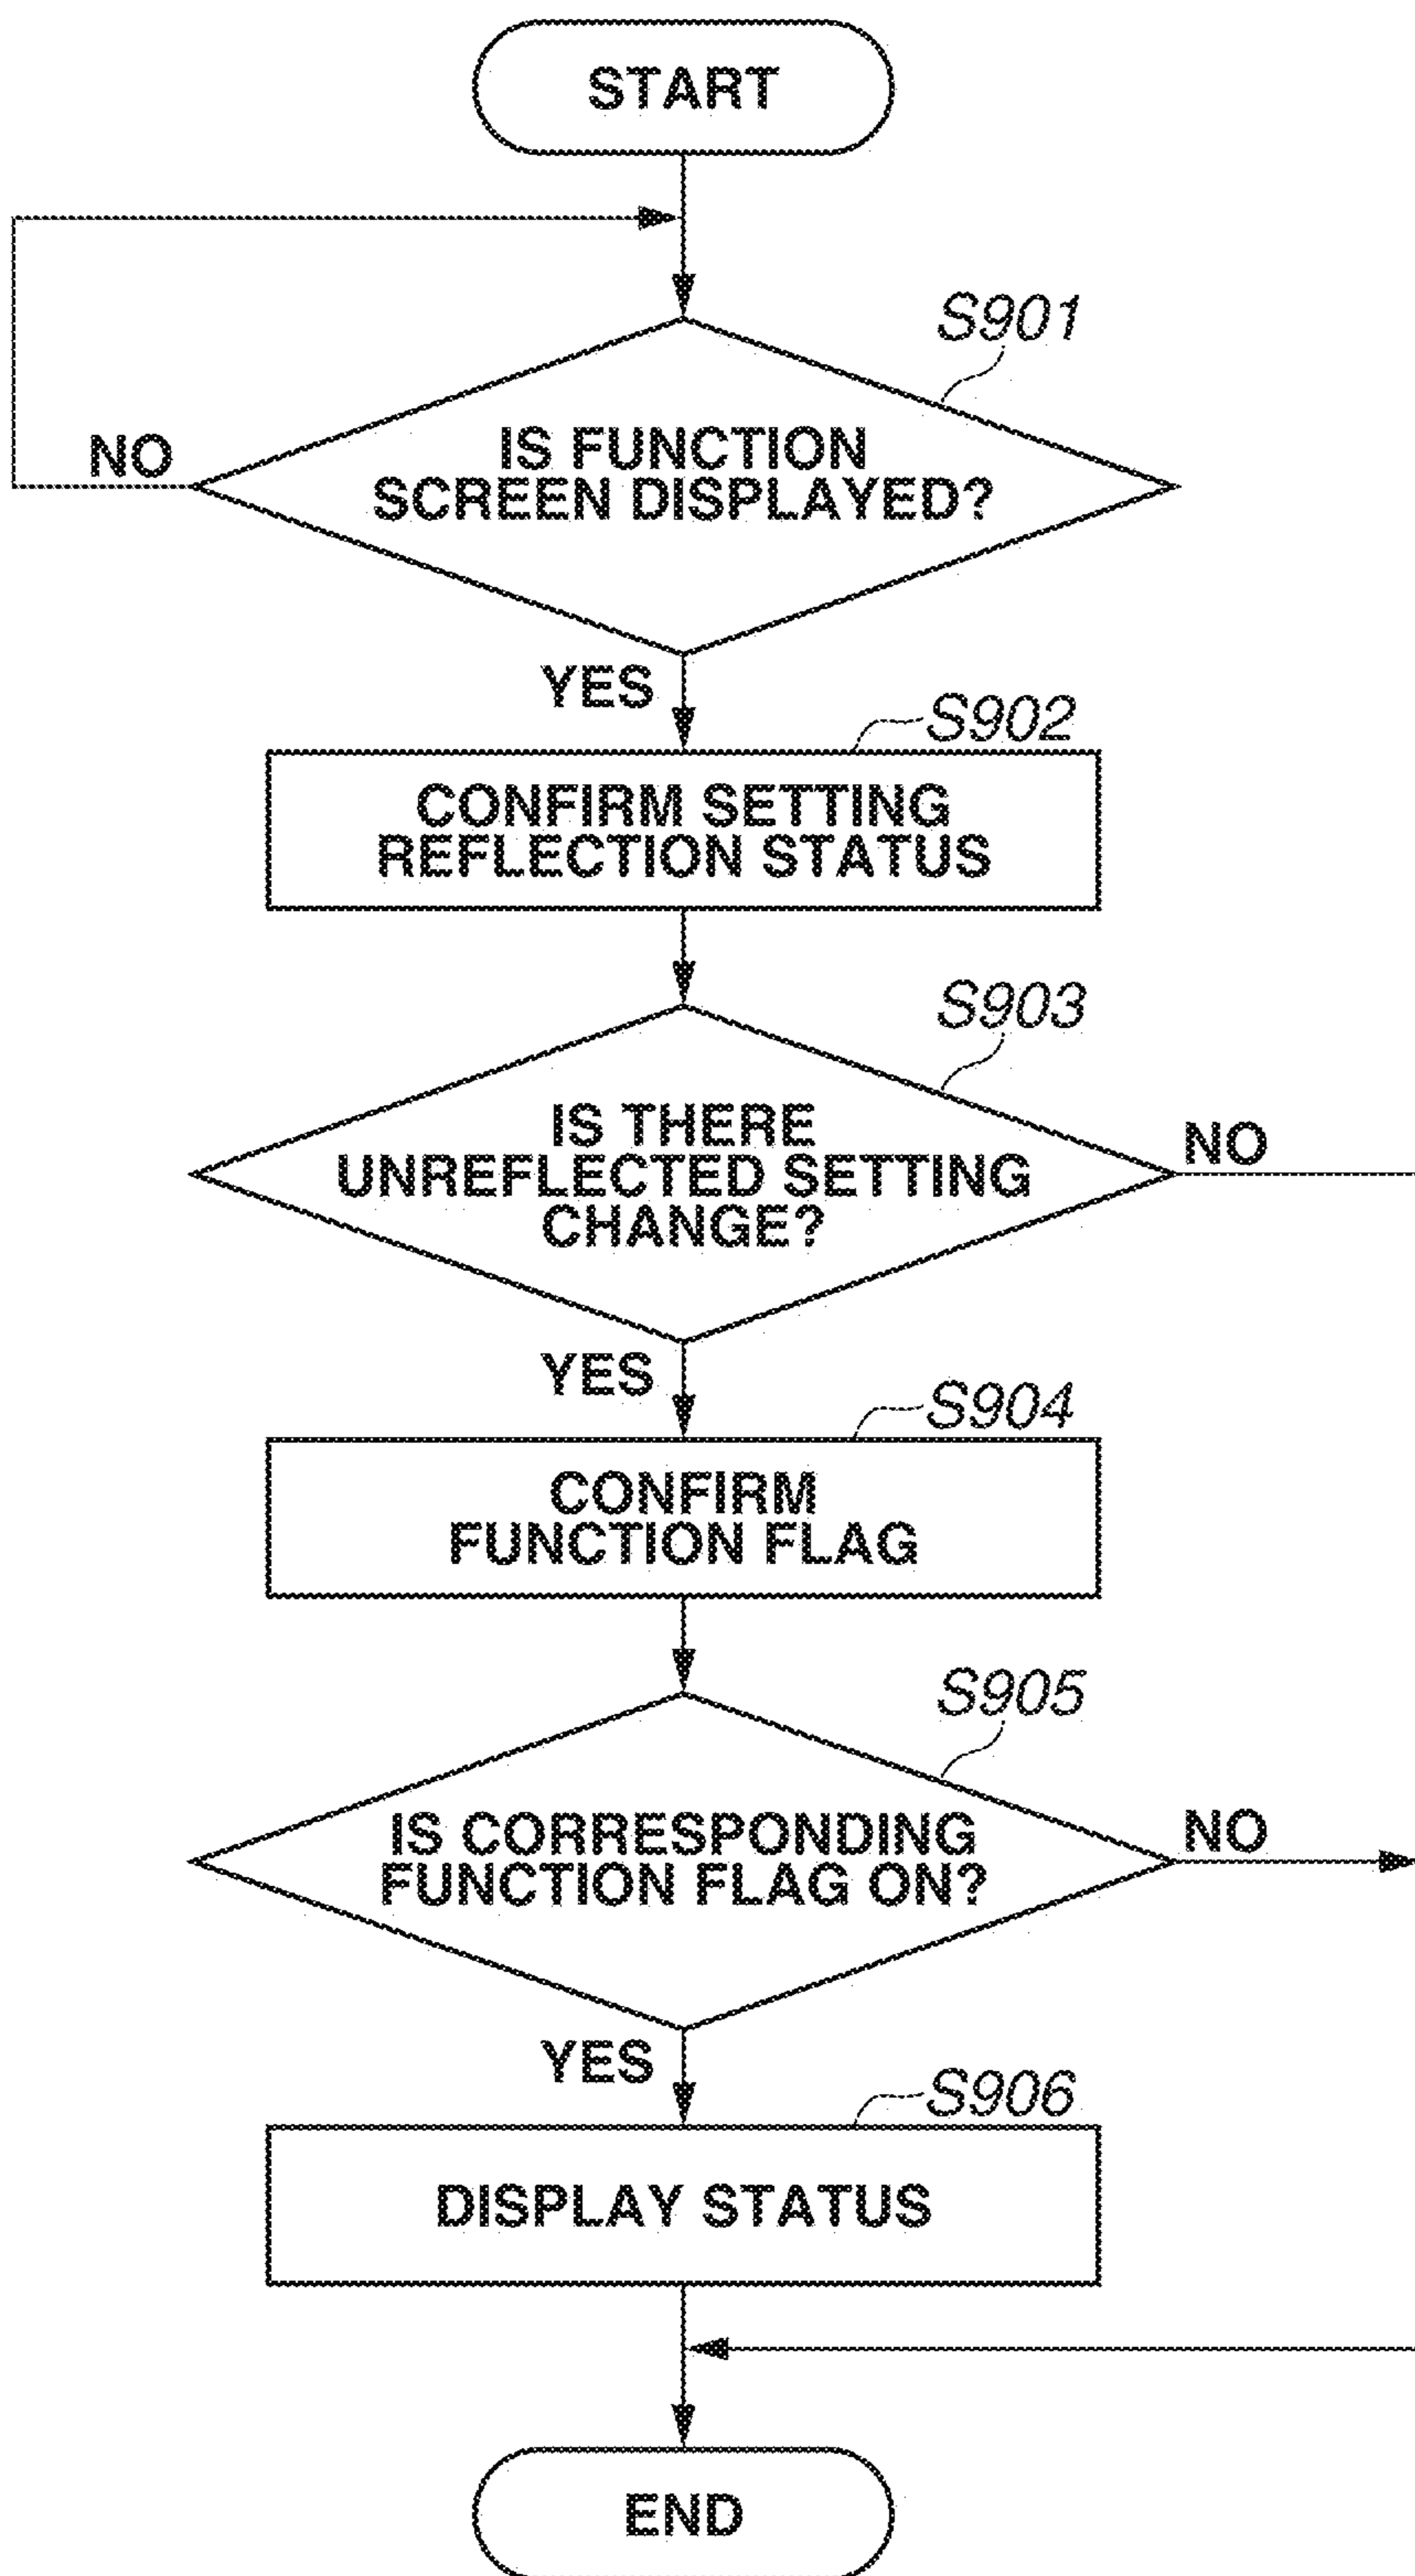 START
S901
IS FUNCTION
SCREEN DISPLAYED?
NO
YES
S902
CONFIRM SETTING
REFLECTION STATUS
S903
IS THERE
UNREFLECTED SETTING
CHANGE?
NO
YES
S904
CONFIRM
FUNCTION FLAG
S905
IS CORRESPONDING
FUNCTION FLAG ON?
NO
YES
S906
DISPLAY STATUS
END